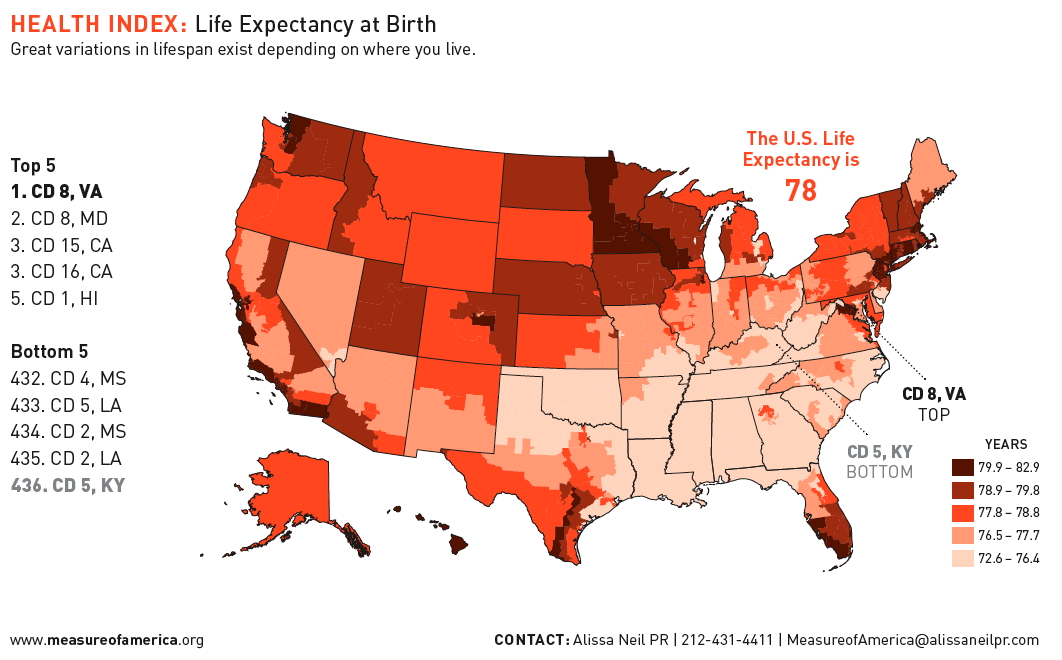 HEALTH INDEX: Life Expectancy at Birth
Great variations in lifespan exist depending on where you live.
The U.S. Life
Expectancy is
78
Top 5
1. CD 8, VA
2. CD 8, MD
3. CD 15, CA
3. CD 16, CA
5. CD 1, HI
Bottom 5
432. CD 4, MS
433. CD 5, LA
434. CD 2, MS
435. CD 2, LA
436. CD 5, KY
CD 8, VA
TOP
CD 5, KY
BOTTOM
YEARS
79.9 – 82.9
78.9 – 79.8
77.8 – 78.8
76.5 – 77.7
72.6 – 76.4
www.measureofamerica.org
CONTACT: Alissa Neil PR | 212-431-4411 | MeasureofAmerica@alissaneilpr.com